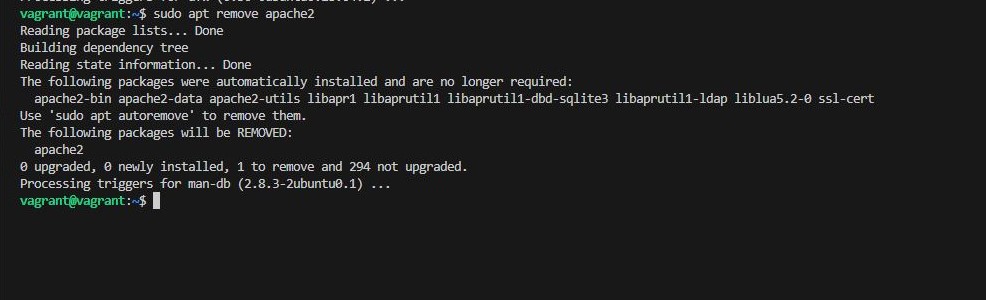 vagrant@vagrant:~$ sudo apt remove apache2
Reading package lists... Done
Building dependency tree
Reading state information... Done
The following packages were automatically installed and are no longer required:
  apache2-bin apache2-data apache2-utils libapr1 libaprutil1 libaprutil1-dbd-sqlite3 libaprutil1-ldap liblua5.2-0 ssl-cert
Use 'sudo apt autoremove' to remove them.
The following packages will be REMOVED:
  apache2
0 upgraded, 0 newly installed, 1 to remove and 294 not upgraded.
Processing triggers for man-db (2.8.3-2ubuntu0.1) ...
vagrant@vagrant:~$